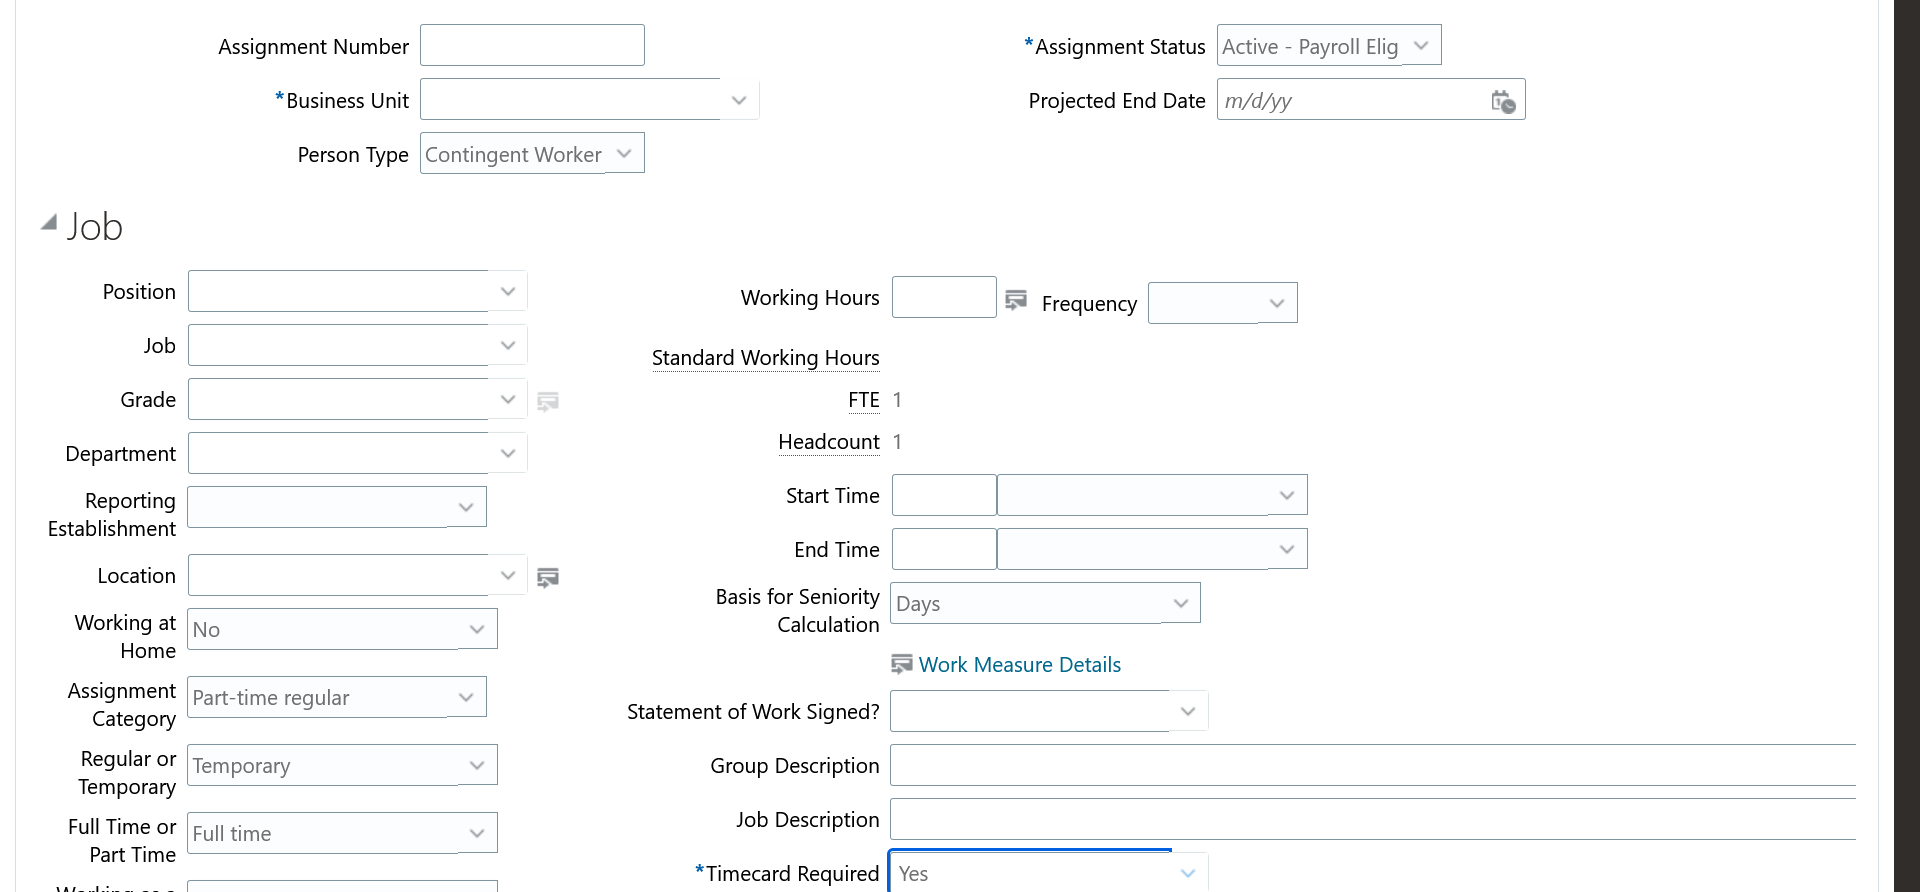 Assignment Number
*Assignment Status Active - Payroll Elig
*Business Unit
Projected End Date m/d/yy
Person Type Contingent Worker
Job
Position
Working Hours Frequency
Job
Standard Working Hours
Grade
FTE 1
Headcount 1
Department
Reporting
Establishment
Start Time
End Time
Location
Basis for Seniority
Calculation Days
Working at
Home No
Work Measure Details
Assignment
Category Part-time regular
Statement of Work Signed?
Regular or
Temporary Temporary
Group Description
Full Time or
Part Time Full time
Job Description
*Timecard Required Yes